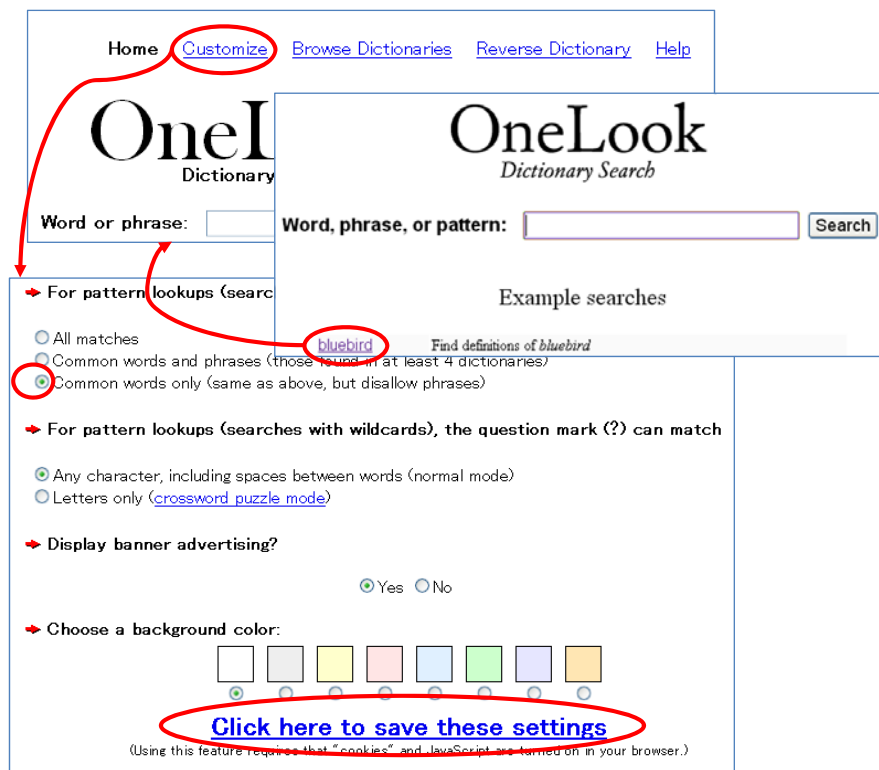 Home Customize Browse Dictionaries Reverse Dictionary Help
OneL
Dictionary
Word or phrase:
OneLook
Dictionary Search
Word, phrase, or pattern: Search
Example searches
bluebird Find definitions of bluebird
For pattern lookups (searc
All matches
Common words and phrases (those found in at least 4 dictionaries)
Common words only (same as above, but disallow phrases)
For pattern lookups (searches with wildcards), the question mark (?) can match
Any character, including spaces between words (normal mode)
Letters only (crossword puzzle mode)
Display banner advertising?
Yes No
Choose a background color:
Click here to save these settings
(Using this feature requires that "cookies" and JavaScript are turned on in your browser.)